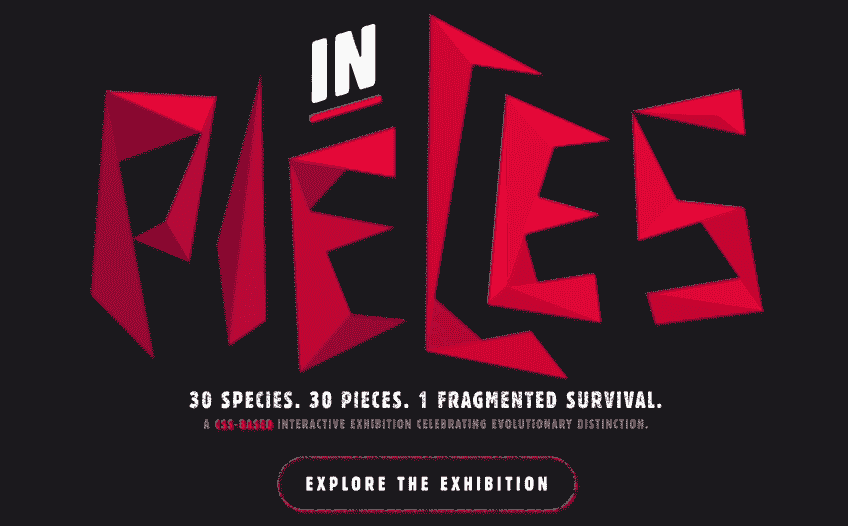 IN
PIECES
30 SPECIES. 30 PIECES. 1 FRAGMENTED SURVIVAL.
A CSS-BASED INTERACTIVE EXHIBITION CELEBRATING EVOLUTIONARY DISTINCTION.
EXPLORE THE EXHIBITION